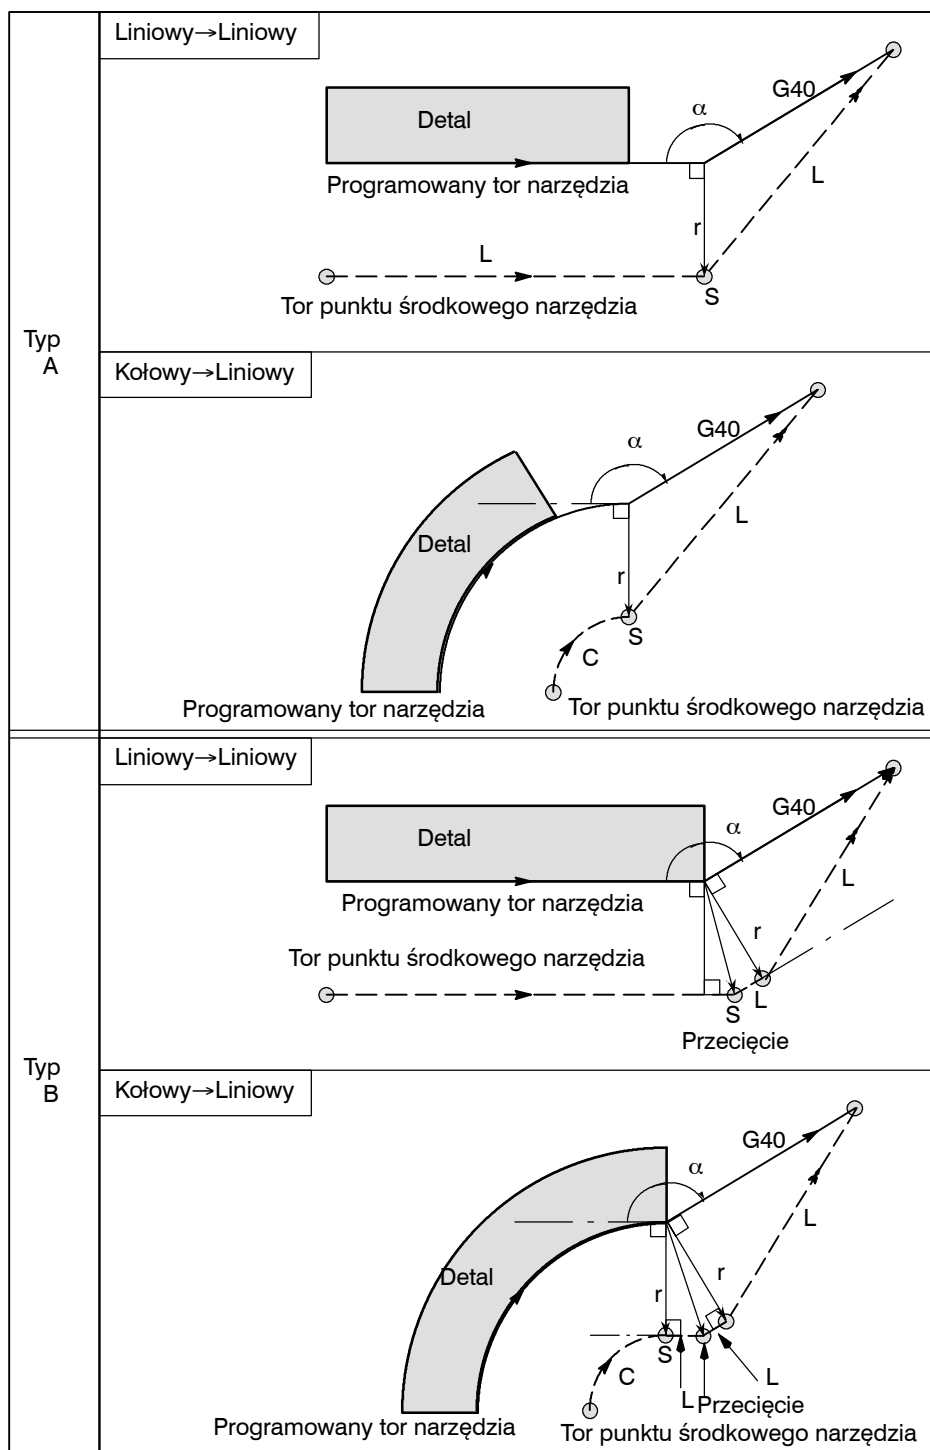 Typ
A
Liniowy→Liniowy
Detal
α
G40
L
Programowany tor narzędzia
r
L
S
Tor punktu środkowego narzędzia
Kołowy→Liniowy
α
G40
L
Detal
r
S
C
Programowany tor narzędzia
Tor punktu środkowego narzędzia
Typ
B
Liniowy→Liniowy
Detal
α
G40
L
Programowany tor narzędzia
r
Tor punktu środkowego narzędzia
S
L
Przecięcie
Kołowy→Liniowy
α
G40
L
Detal
r
r
S
C
L
L
Przecięcie
Programowany tor narzędzia
Tor punktu środkowego narzędzia